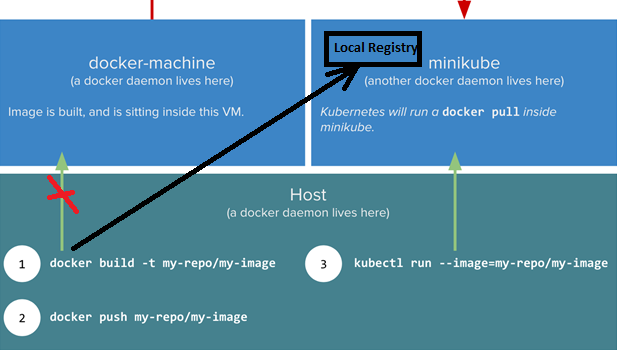 docker-machine
(a docker daemon lives here)
Image is built, and is sitting inside this VM.
Local Registry
minikube
(another docker daemon lives here)
Kubernetes will run a docker pull inside
minikube.
Host
(a docker daemon lives here)
1 docker build -t my-repo/my-image
2 docker push my-repo/my-image
3 kubectl run --image=my-repo/my-image